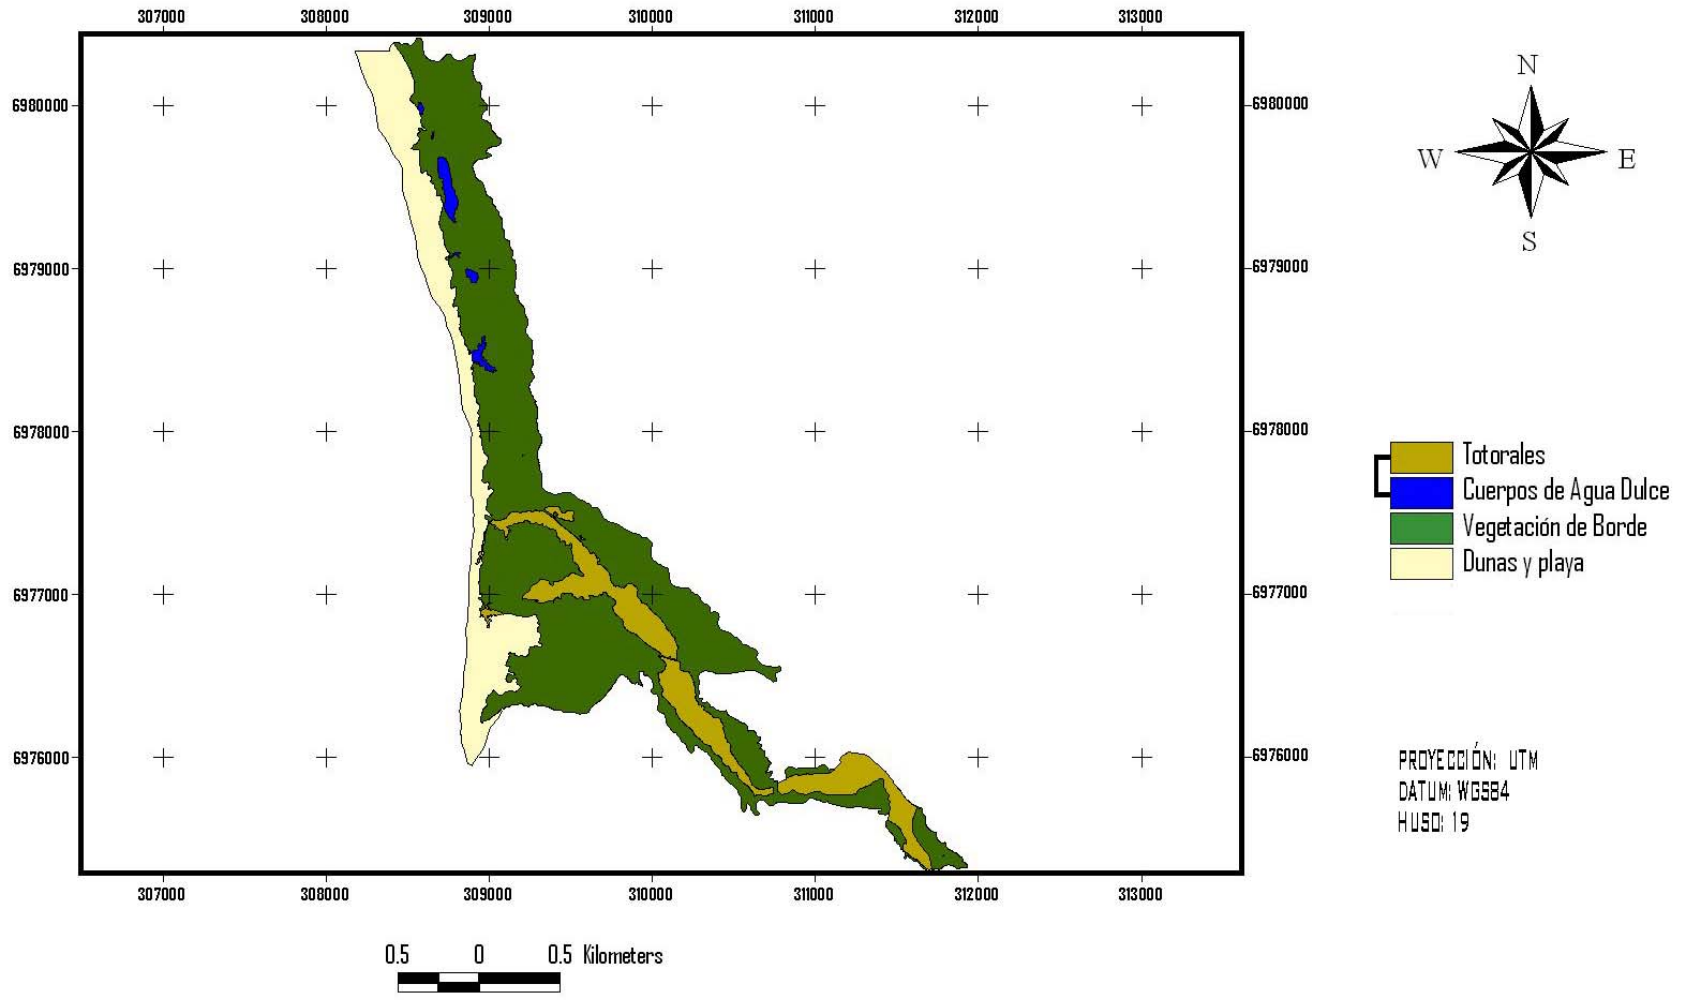 307000 308000 309000 310000 311000 312000 313000
N
6980000 6980000
W E
S
6979000 6979000
6978000 6978000
Totorales
Cuerpos de Agua Dulce
Vegetación de Borde
Dunas y playa
6977000 6977000
6976000 6976000
PROYECCIÓN: UTM
DATUM: WGS84
HUSO: 19
307000 308000 309000 310000 311000 312000 313000
0.5 0 0.5 Kilometers